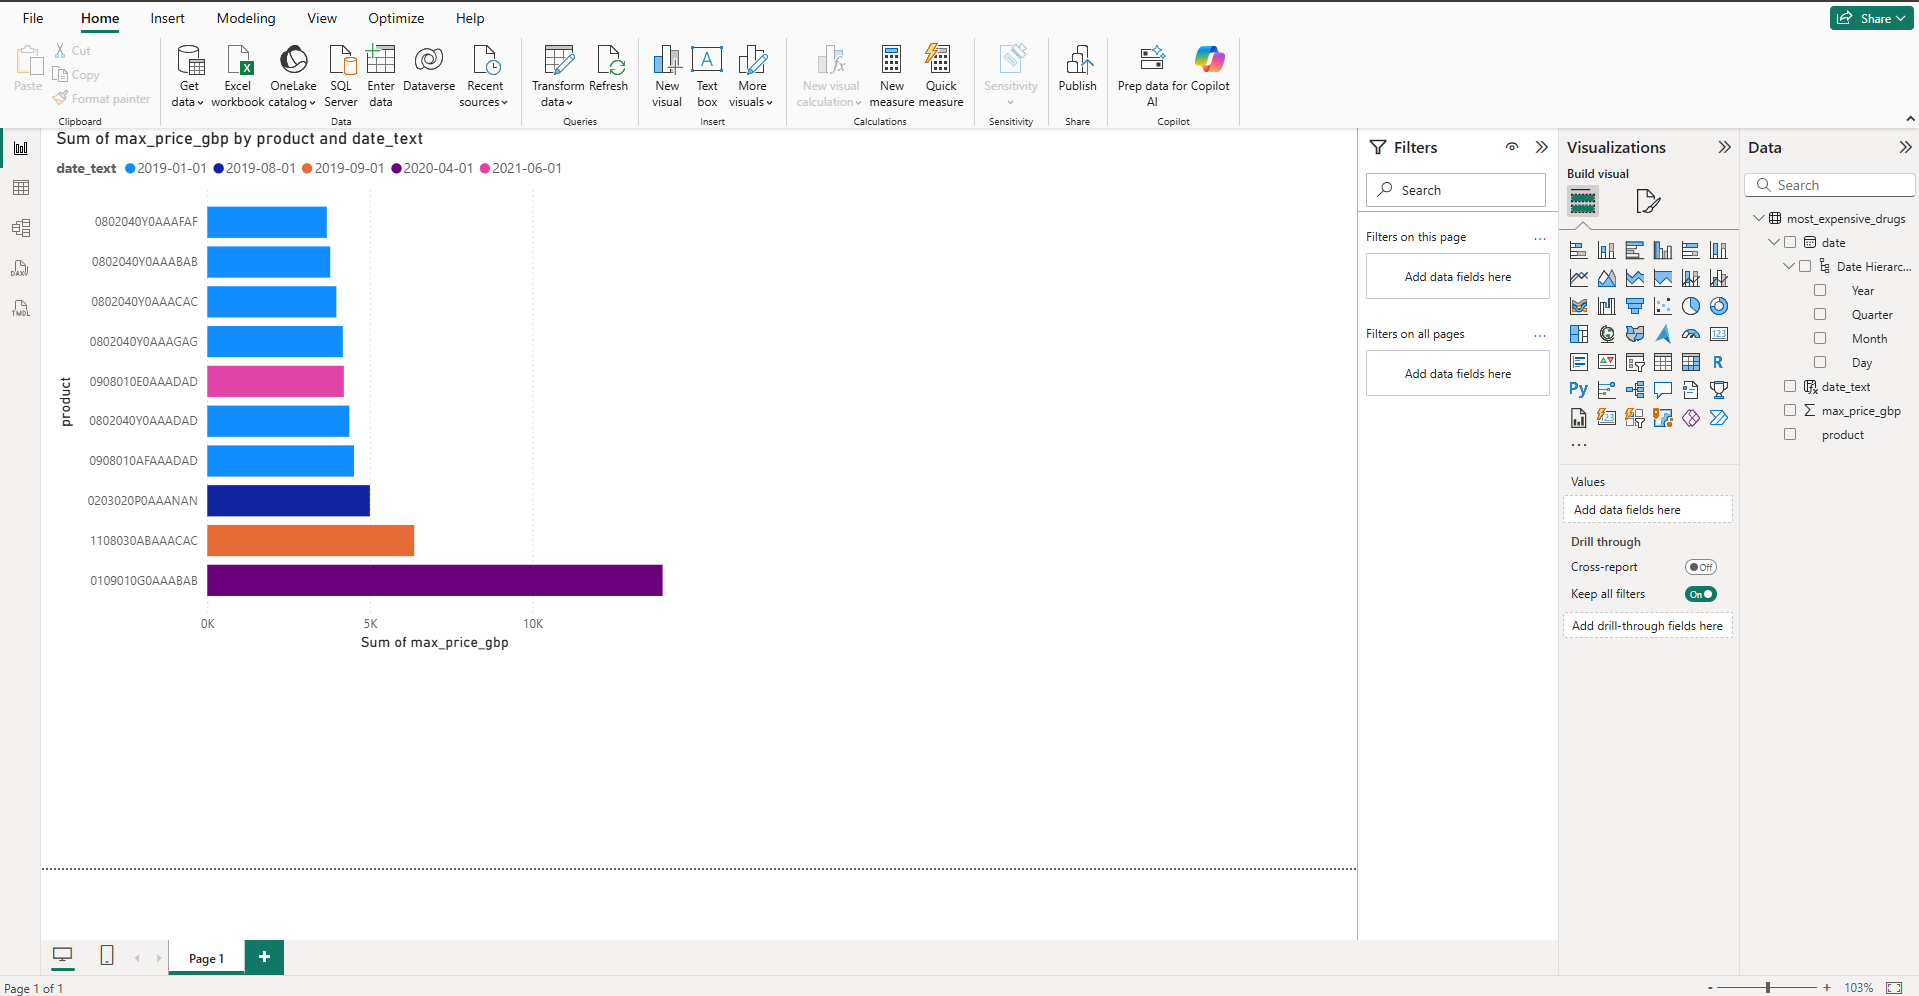 File Home Insert Modeling View Optimize Help Share
Paste
Cut
Copy
Format painter
Clipboard
Get data
Excel workbook
OneLake catalog
SQL Server
Enter data
Dataverse
Recent sources
Data
Transform data
Refresh
Queries
New visual
Text box
More visuals
Insert
New visual calculation
New measure
Quick measure
Calculations
Sensitivity
Sensitivity
Publish
Share
Prep data for AI
Copilot
Copilot
DAX
TMDL
Sum of max_price_gbp by product and date_text
date_text 2019-01-01 2019-08-01 2019-09-01 2020-04-01 2021-06-01
product
0802040Y0AAAFAF
0802040Y0AAABAB
0802040Y0AAACAC
0802040Y0AAAGAG
0908010E0AAADAD
0802040Y0AAADAD
0908010AFAAADAD
0203020P0AAANAN
1108030ABAAACAC
0109010G0AAABAB
0K 5K 10K
Sum of max_price_gbp
Filters
Search
Filters on this page ...
Add data fields here
Filters on all pages ...
Add data fields here
Visualizations
Build visual
123
R
Py
123
...
Values
Add data fields here
Drill through
Cross-report Off
Keep all filters On
Add drill-through fields here
Data
Search
most_expensive_drugs
date
Date Hierarc...
Year
Quarter
Month
Day
date_text
max_price_gbp
product
Page 1
+
Page 1 of 1
- + 103%